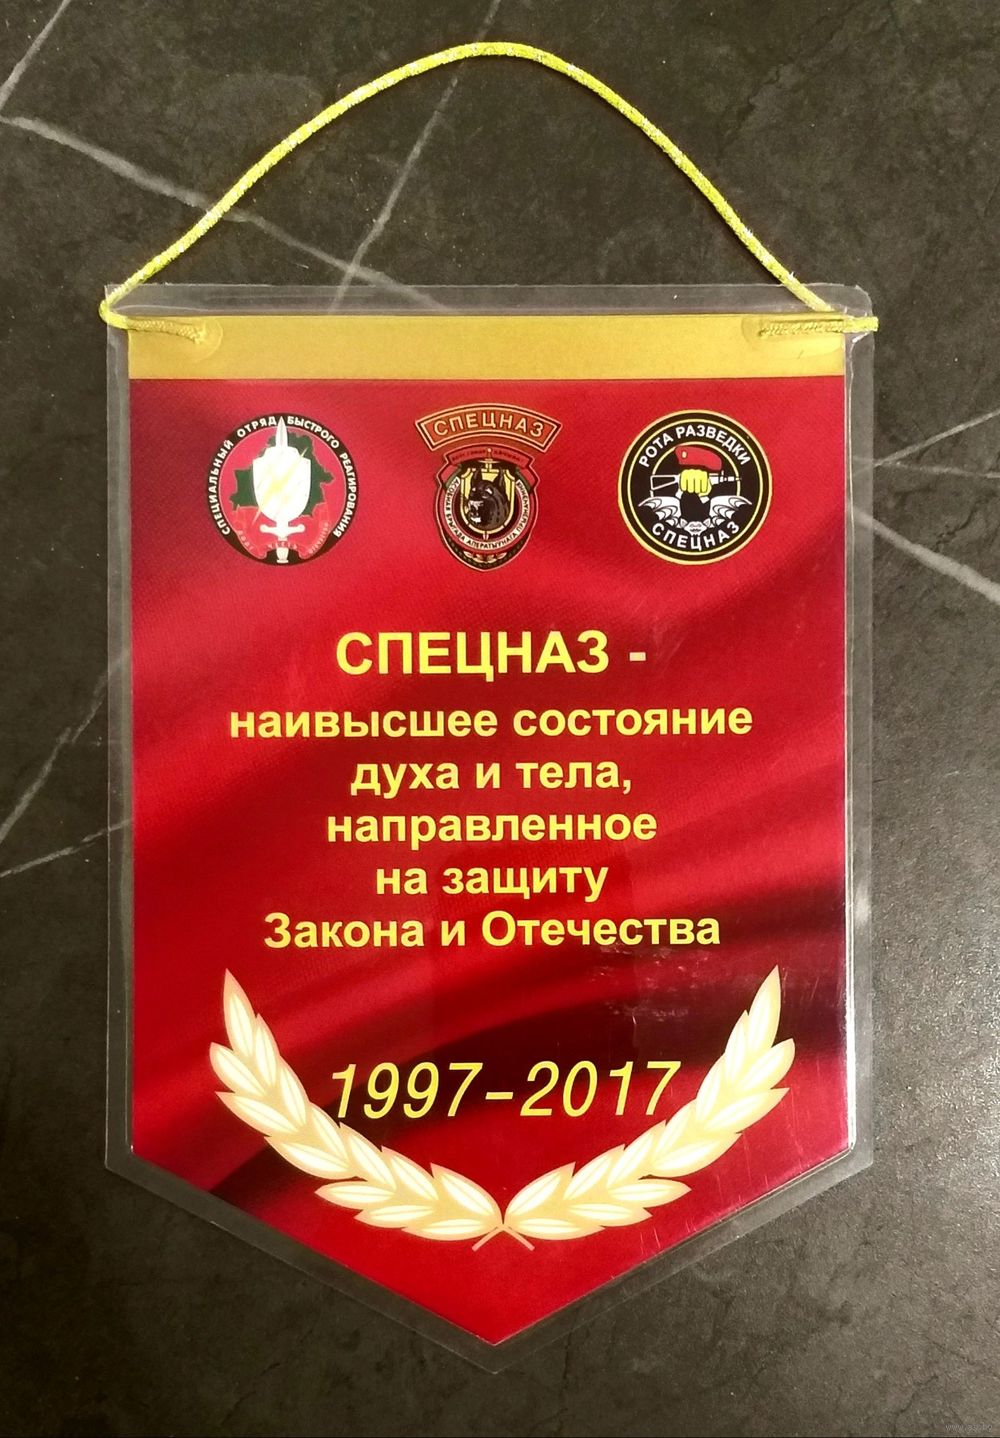 СПЕЦИАЛЬНЫЙ ОТРЯД БЫСТРОГО РЕАГИРОВАНИЯ
СПЕЦНАЗ
РОТА РАЗВЕДКИ
СПЕЦНАЗ
СПЕЦНАЗ -
наивысшее состояние
духа и тела,
направленное
на защиту
Закона и Отечества
1997-2017